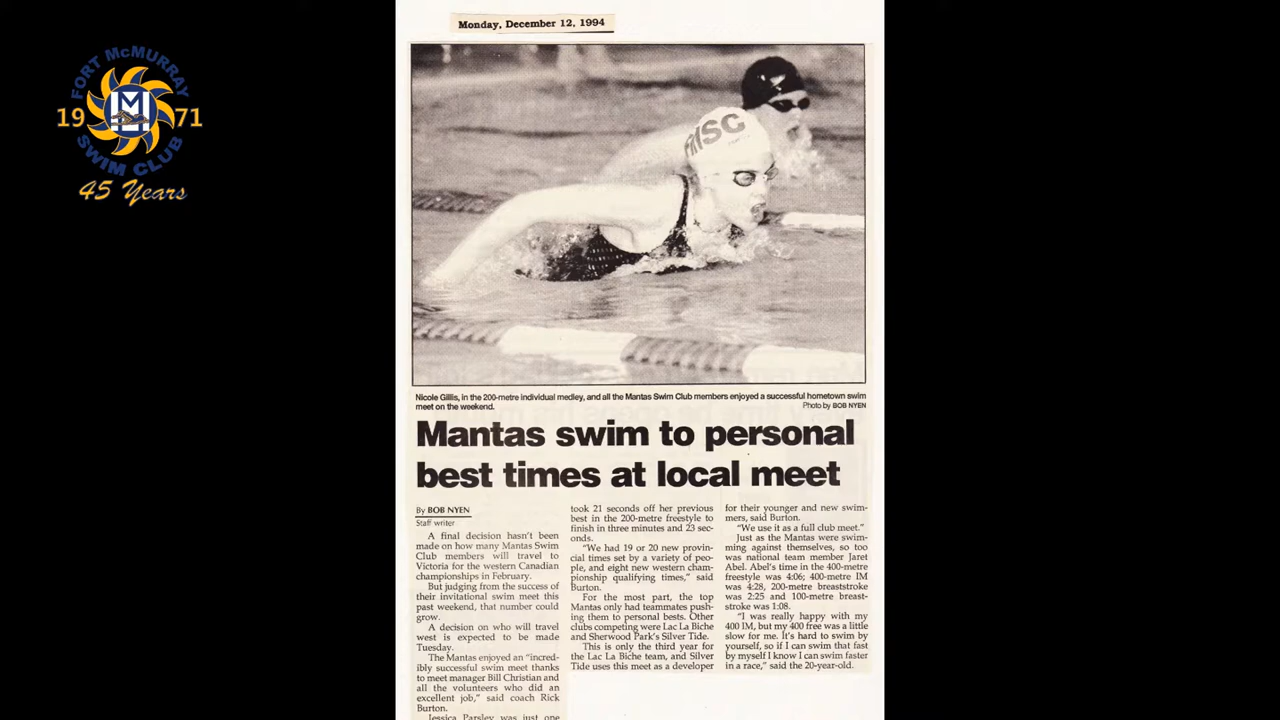 FORT McMURRAY
19 71
SWIM CLUB
45 Years
Monday, December 12, 1994
FMSC
Nicole Gillis, in the 200-metre individual medley, and all the Mantas Swim Club members enjoyed a successful hometown swim
meet on the weekend.
Photo by BOB NYEN
Mantas swim to personal
best times at local meet
By BOB NYEN
Staff writer
A final decision hasn't been
made on how many Mantas Swim
Club members will travel to
Victoria for the western Canadian
championships in February.
But judging from the success of
their invitational swim meet this
past weekend, that number could
grow.
A decision on who will travel
west is expected to be made
Tuesday.
The Mantas enjoyed an "incred-
ibly successful swim meet thanks
to meet manager Bill Christian and
all the volunteers who did an
excellent job," said coach Rick
Burton.
Jessica Parsley was just one
took 21 seconds off her previous
best in the 200-metre freestyle to
finish in three minutes and 23 sec-
onds.
"We had 19 or 20 new provin-
cial times set by a variety of peo-
ple, and eight new western cham-
pionship qualifying times," said
Burton.
For the most part, the top
Mantas only had teammates push-
ing them to personal bests. Other
clubs competing were Lac La Biche
and Sherwood Park's Silver Tide.
This is only the third year for
the Lac La Biche team, and Silver
Tide uses this meet as a developer
for their younger and new swim-
mers, said Burton.
"We use it as a full club meet."
Just as the Mantas were swim-
ming against themselves, so too
was national team member Jaret
Abel. Abel's time in the 400-metre
freestyle was 4:06; 400-metre IM
was 4:28, 200-metre breaststroke
was 2:25 and 100-metre breast-
stroke was 1:08.
"I was really happy with my
400 IM, but my 400 free was a little
slow for me. It's hard to swim by
yourself, so if I can swim that fast
by myself I know I can swim faster
in a race," said the 20-year-old.